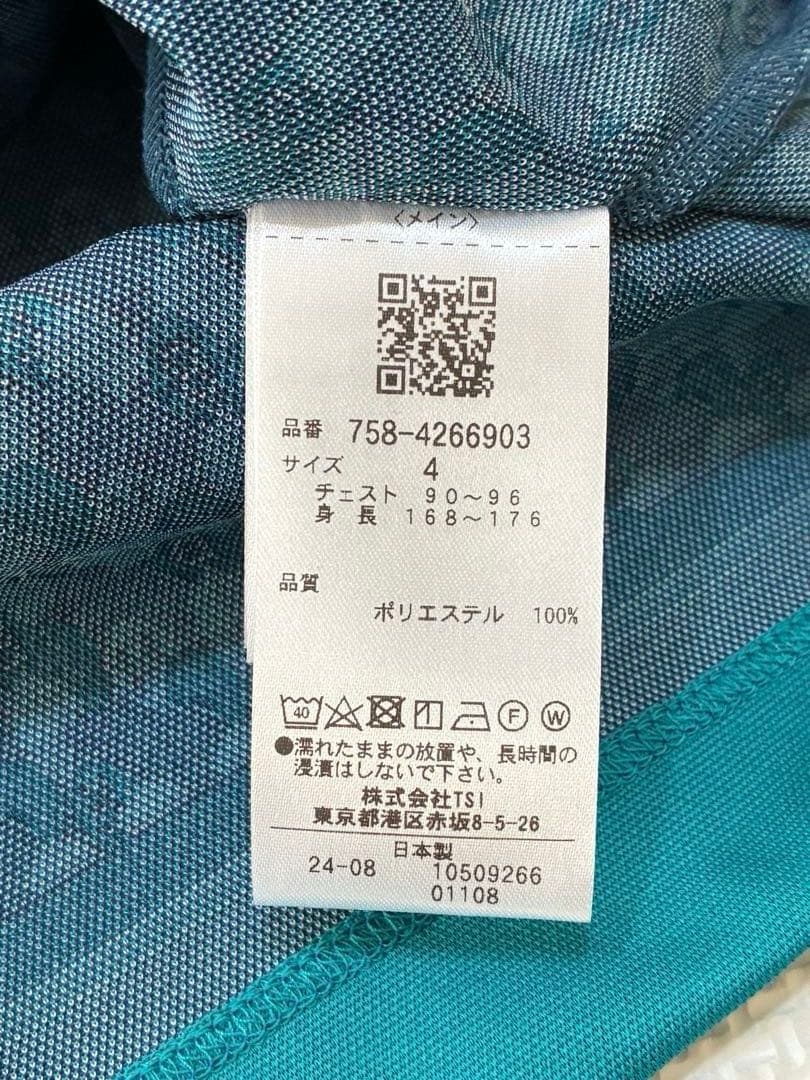 〈メイン〉
品番 758-4266903
サイズ 4
チェスト 90～96
身 長 168～176
品質
ポリエステル 100%
40 F W
●濡れたままの放置や、長時間の
浸漬はしないで下さい。
株式会社TSI
東京都港区赤坂8-5-26
日本製
24-08 10509266
01108